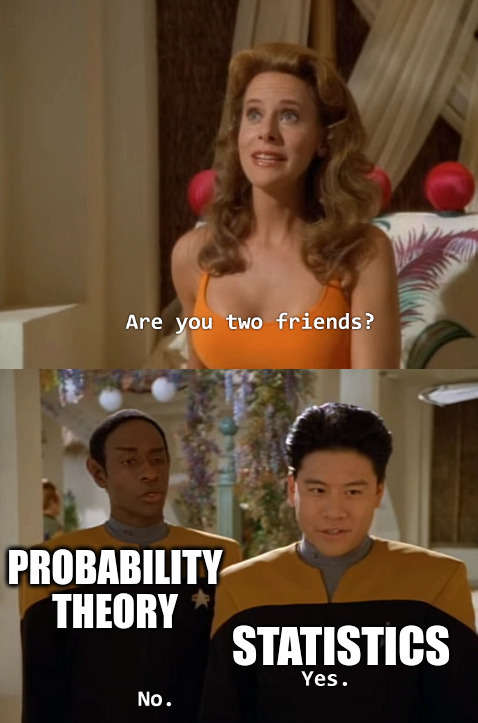 Are you two friends?
PROBABILITY
THEORY
STATISTICS
Yes.
No.